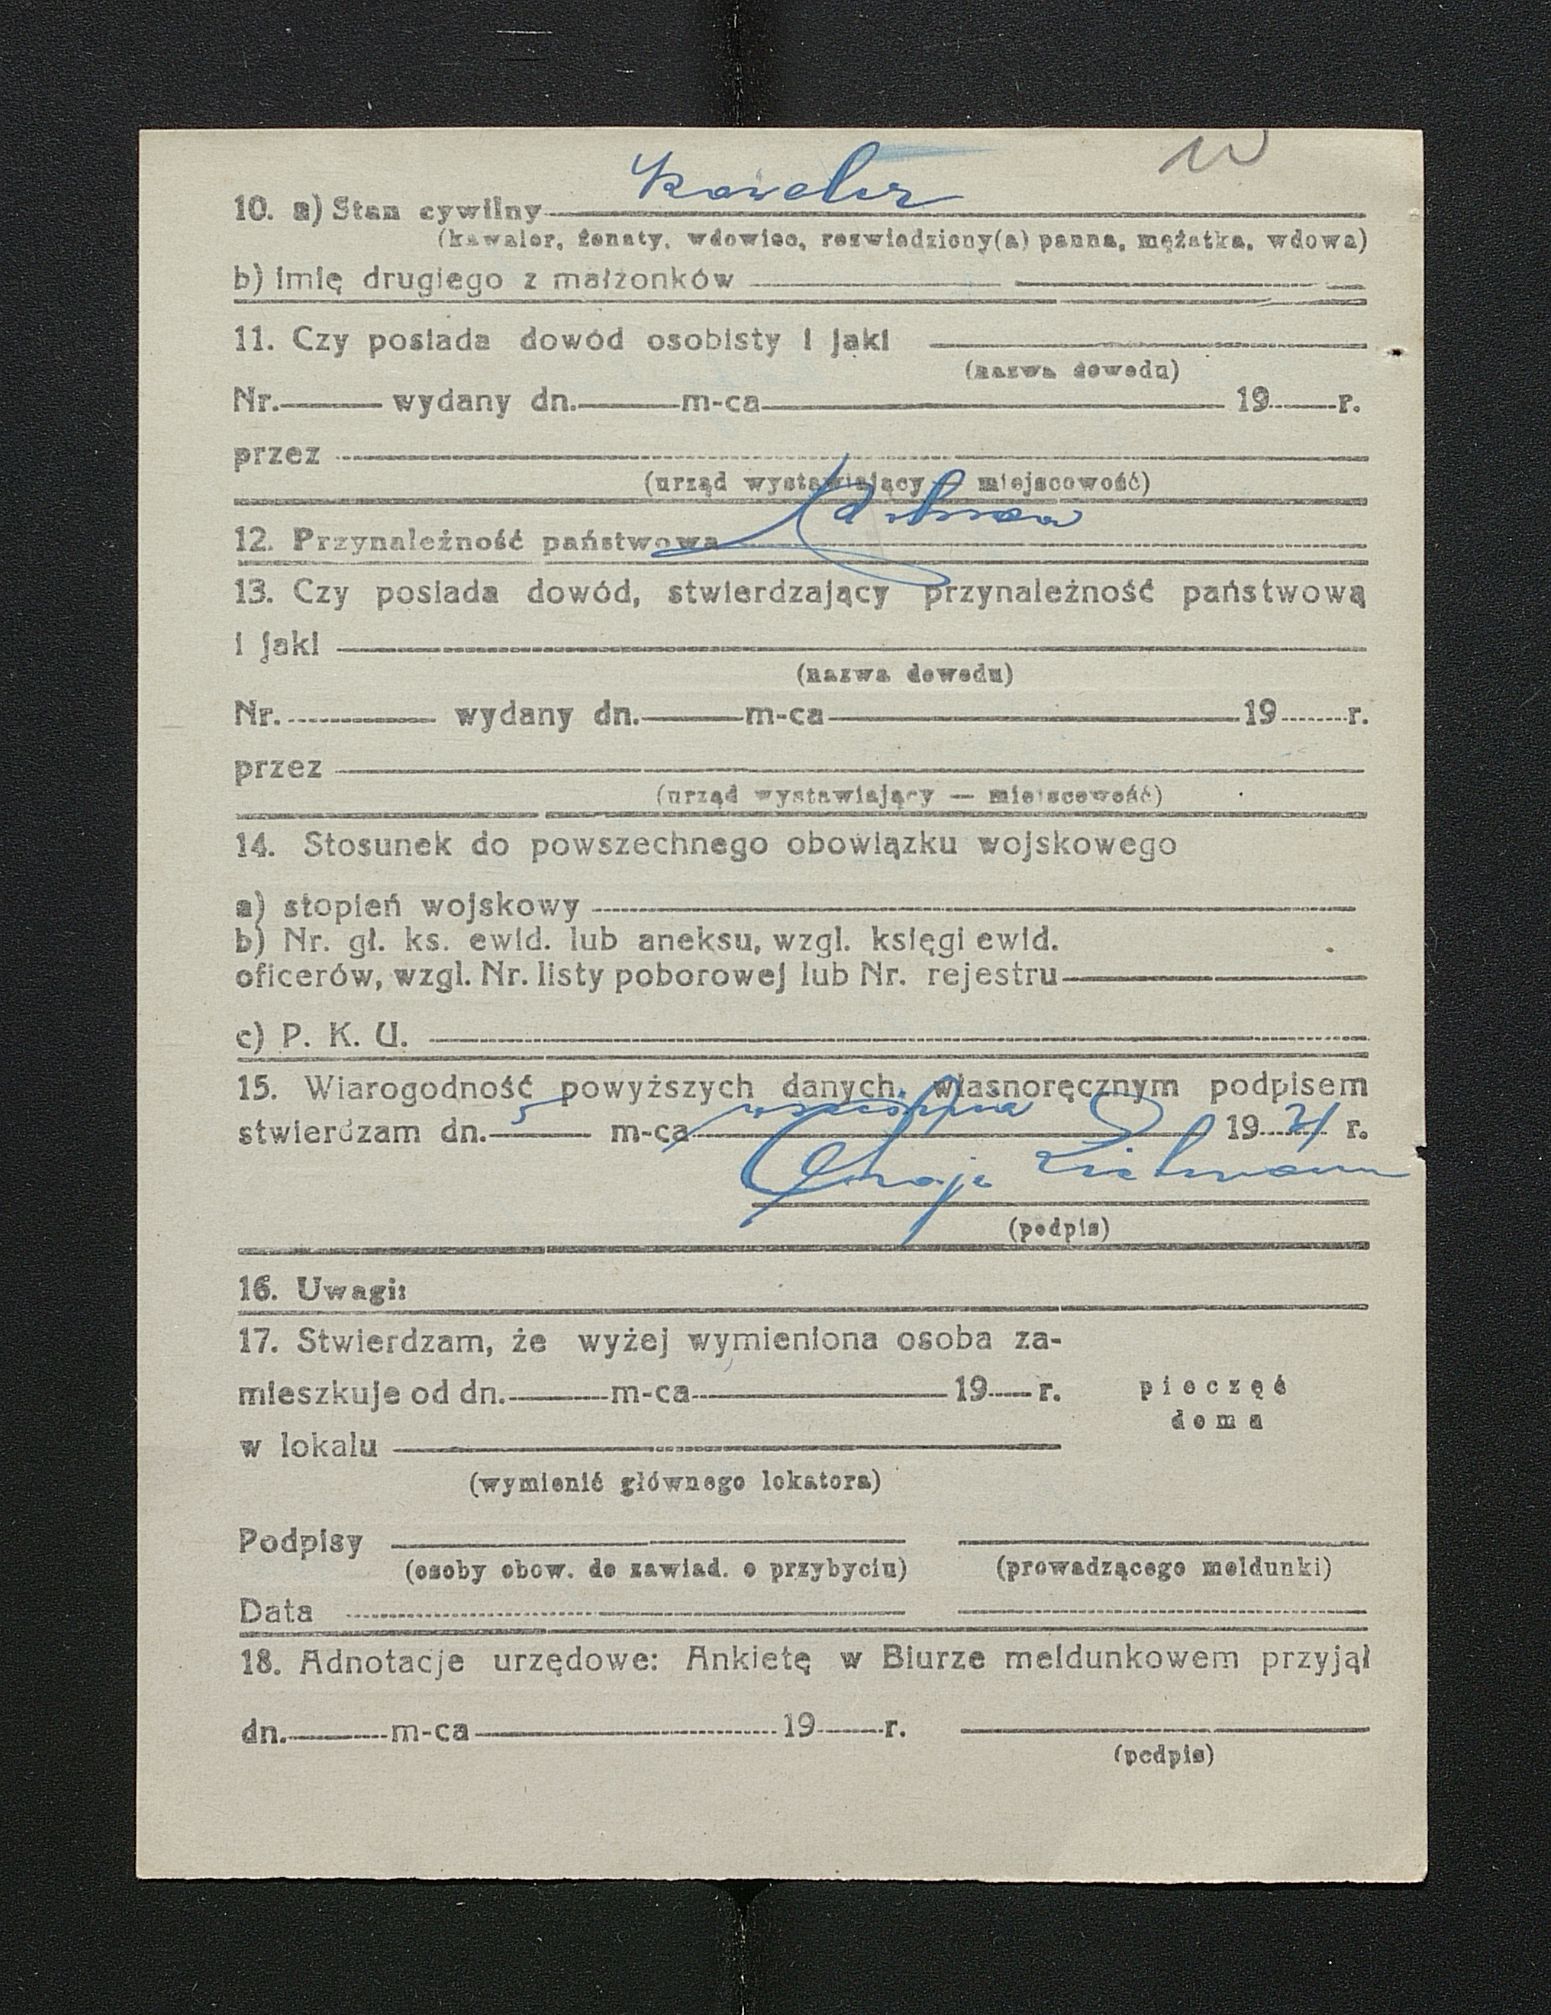 10. a) Stan cywilny kawaler
(kawaler, żonaty, wdowiec, rozwiedziony(a) panna, mężatka, wdowa)
b) imię drugiego z małżonków
11. Czy posiada dowód osobisty i jaki
(nazwa dowodu)
Nr. wydany dn. m-ca 19 r.
przez
(urząd wystawiający — miejscowość)
12. Przynależność państwowa
13. Czy posiada dowód, stwierdzający przynależność państwową
i jaki
(nazwa dowodu)
Nr. wydany dn. m-ca 19 r.
przez
(urząd wystawiający — miejscowość)
14. Stosunek do powszechnego obowiązku wojskowego
a) stopień wojskowy
b) Nr. gł. ks. ewid. lub aneksu, wzgl. księgi ewid.
oficerów, wzgl. Nr. listy poborowej lub Nr. rejestru
c) P. K. U.
15. Wiarogodność powyższych danych, własnoręcznym podpisem
stwierdzam dn. 5 m-ca 19 r.
(podpis)
16. Uwagi:
17. Stwierdzam, że wyżej wymieniona osoba za-
mieszkuje od dn. m-ca 19 r.
pieczęć
domu
w lokalu
(wymienić głównego lokatora)
Podpisy
(osoby obow. do zawiad. o przybyciu) (prowadzącego meldunki)
Data
18. Adnotacje urzędowe: Ankietę w Biurze meldunkowem przyjął
dn. m-ca 19 r.
(podpis)